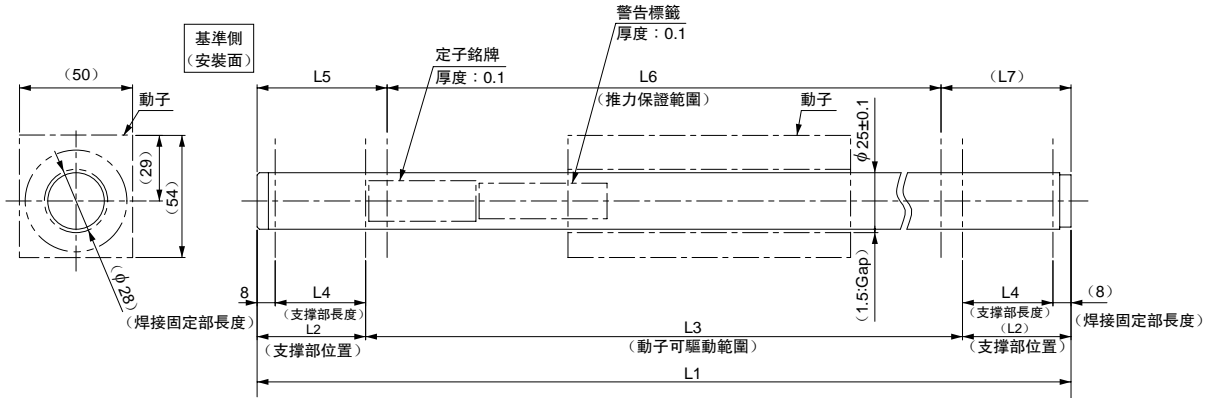 基準側
(安裝面)
警告標籤
厚度：0.1
定子銘牌
厚度：0.1
(50)
動子
L5
L6
(推力保證範圍)
(L7)
動子
φ25±0.1
(29)
(54)
(φ28)
(焊接固定部長度)
8
L4
(支撐部長度)
L2
(支撐部位置)
L3
(動子可驅動範圍)
(1.5:Gap)
L4
(支撐部長度)
(L2)
(支撐部位置)
(8)
(焊接固定部長度)
L1